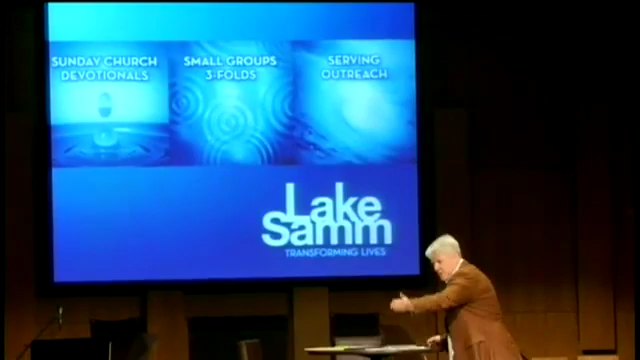 SUNDAY CHURCH
DEVOTIONALS
SMALL GROUPS
3-FOLDS
SERVING
OUTREACH
Lake
Samm
TRANSFORMING LIVES